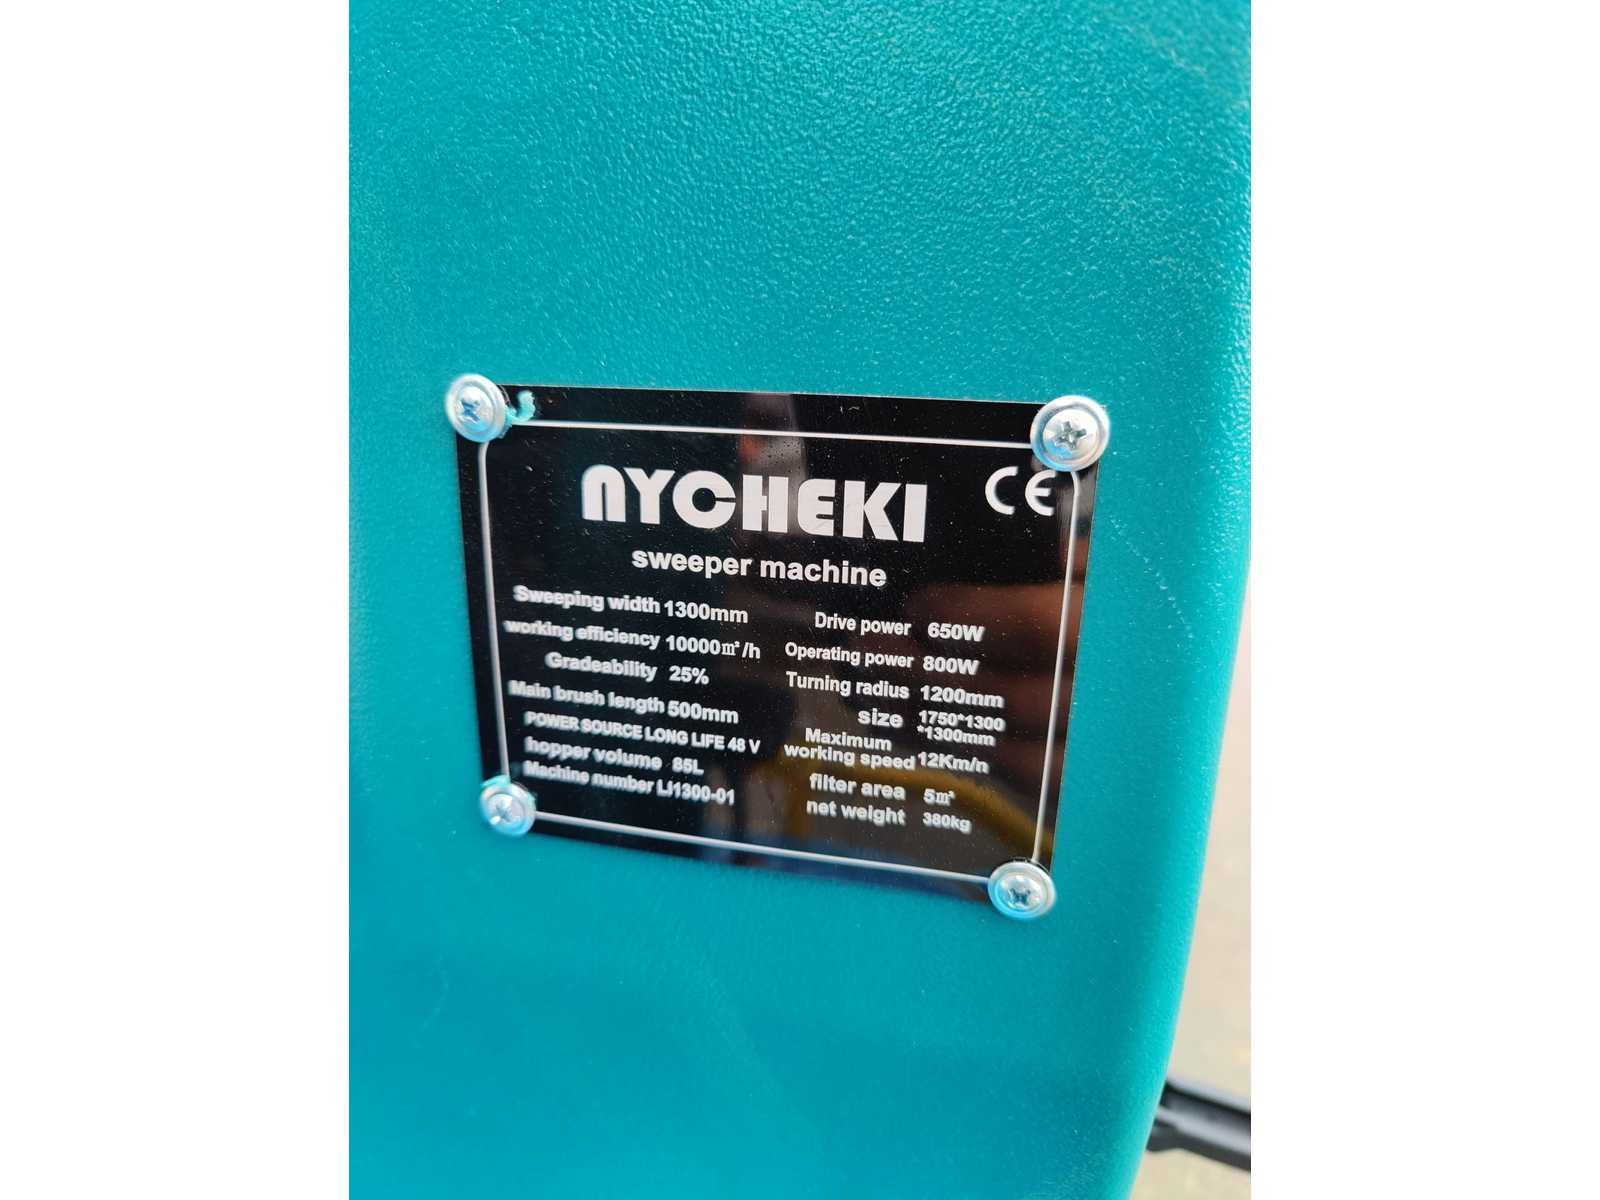 NYCHEKI
CE
sweeper machine
Sweeping width 1300mm
working efficiency 10000㎡/h
Gradeability 25%
Main brush length 500mm
POWER SOURCE LONG LIFE 48 V
hopper volume 85L
Machine number LI1300-01
Drive power 650W
Operating power 800W
Turning radius 1200mm
size 1750*1300
*1300mm
Maximum
working speed 12Km/n
filter area 5㎡
net weight 380kg